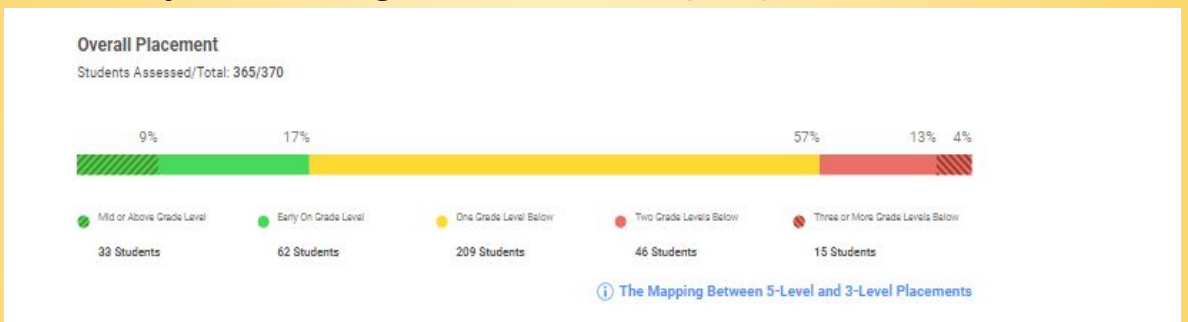 Overall Placement
Students Assessed/Total: 365/370
9% 17% 57% 13% 4%
Mid or Above Grade Level Early On Grade Level One Grade Level Below Two Grade Levels Below Three or More Grade Levels Below
33 Students 62 Students 209 Students 46 Students 15 Students
The Mapping Between 5-Level and 3-Level Placements